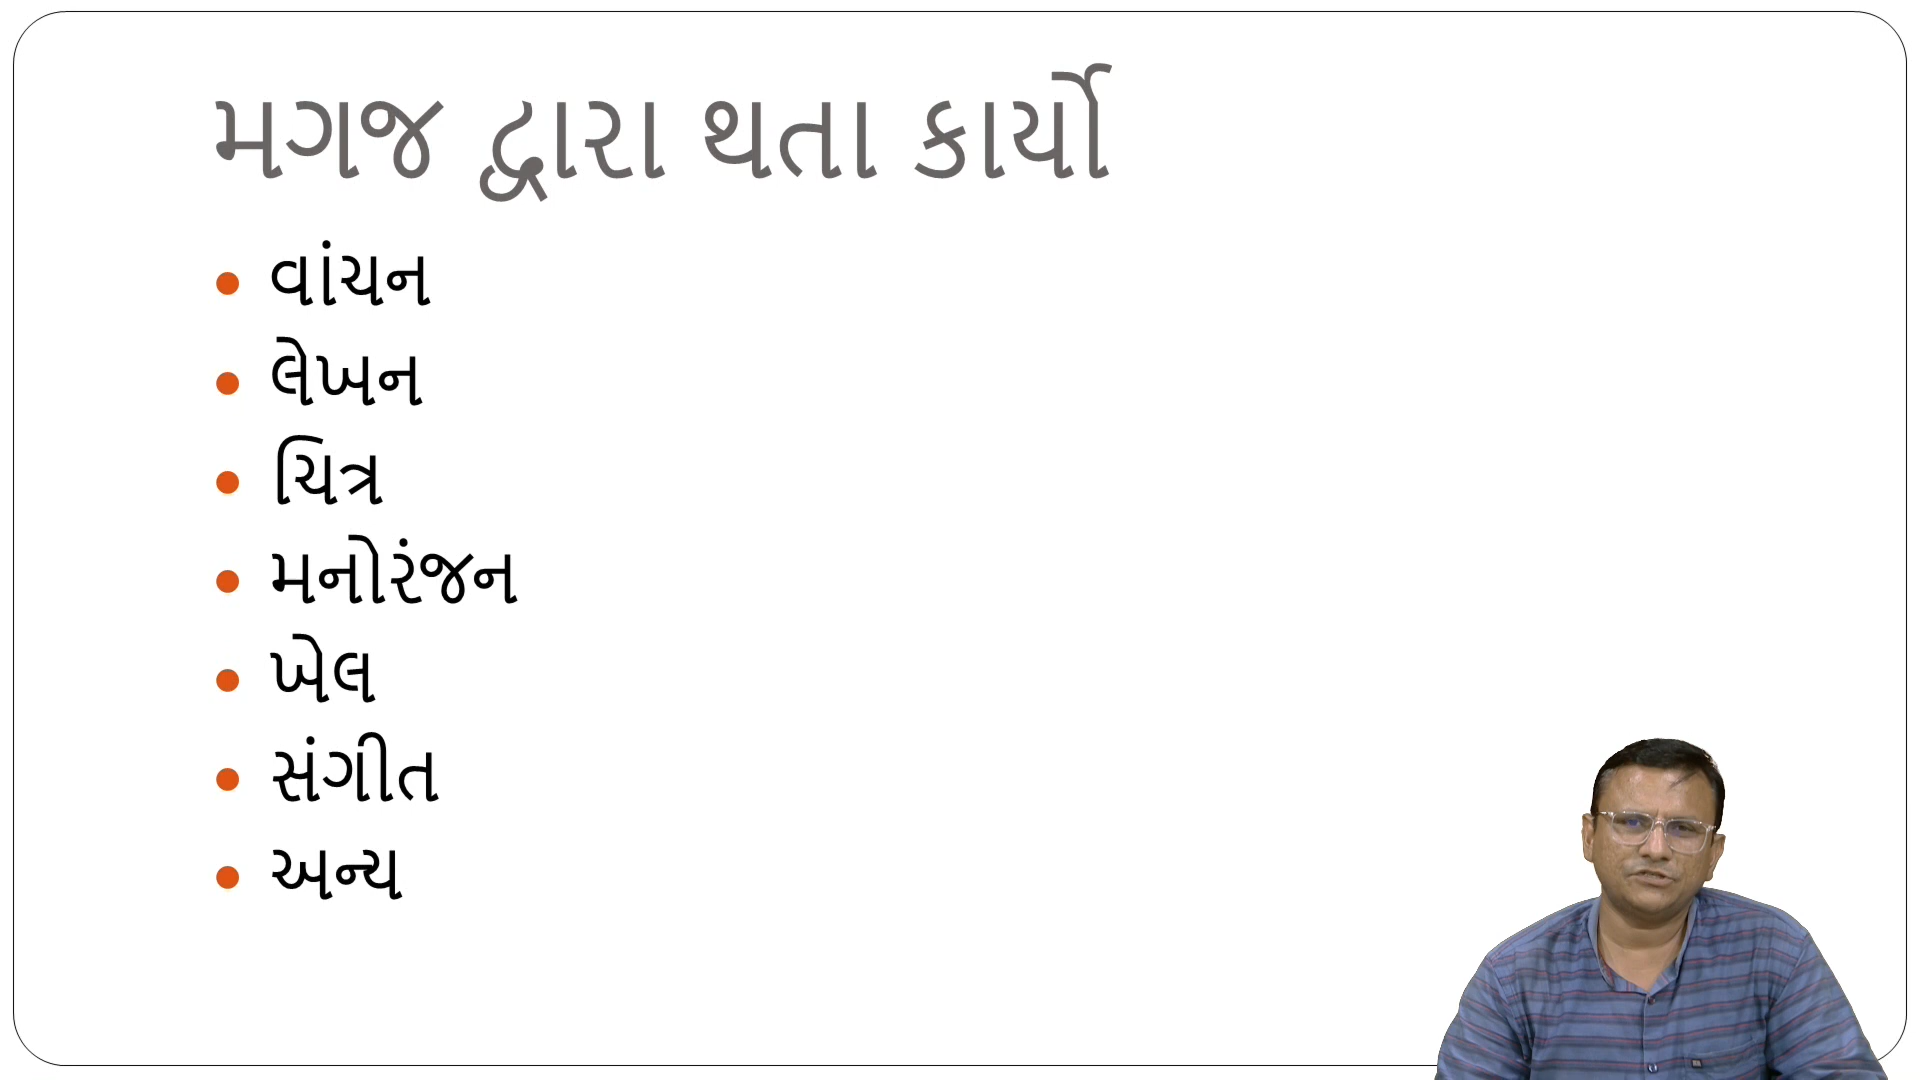 મગજ દ્વારા થતા કાર્યો
વાંચન
લેખન
ચિત્ર
મનોરંજન
ખેલ
સંગીત
અન્ય